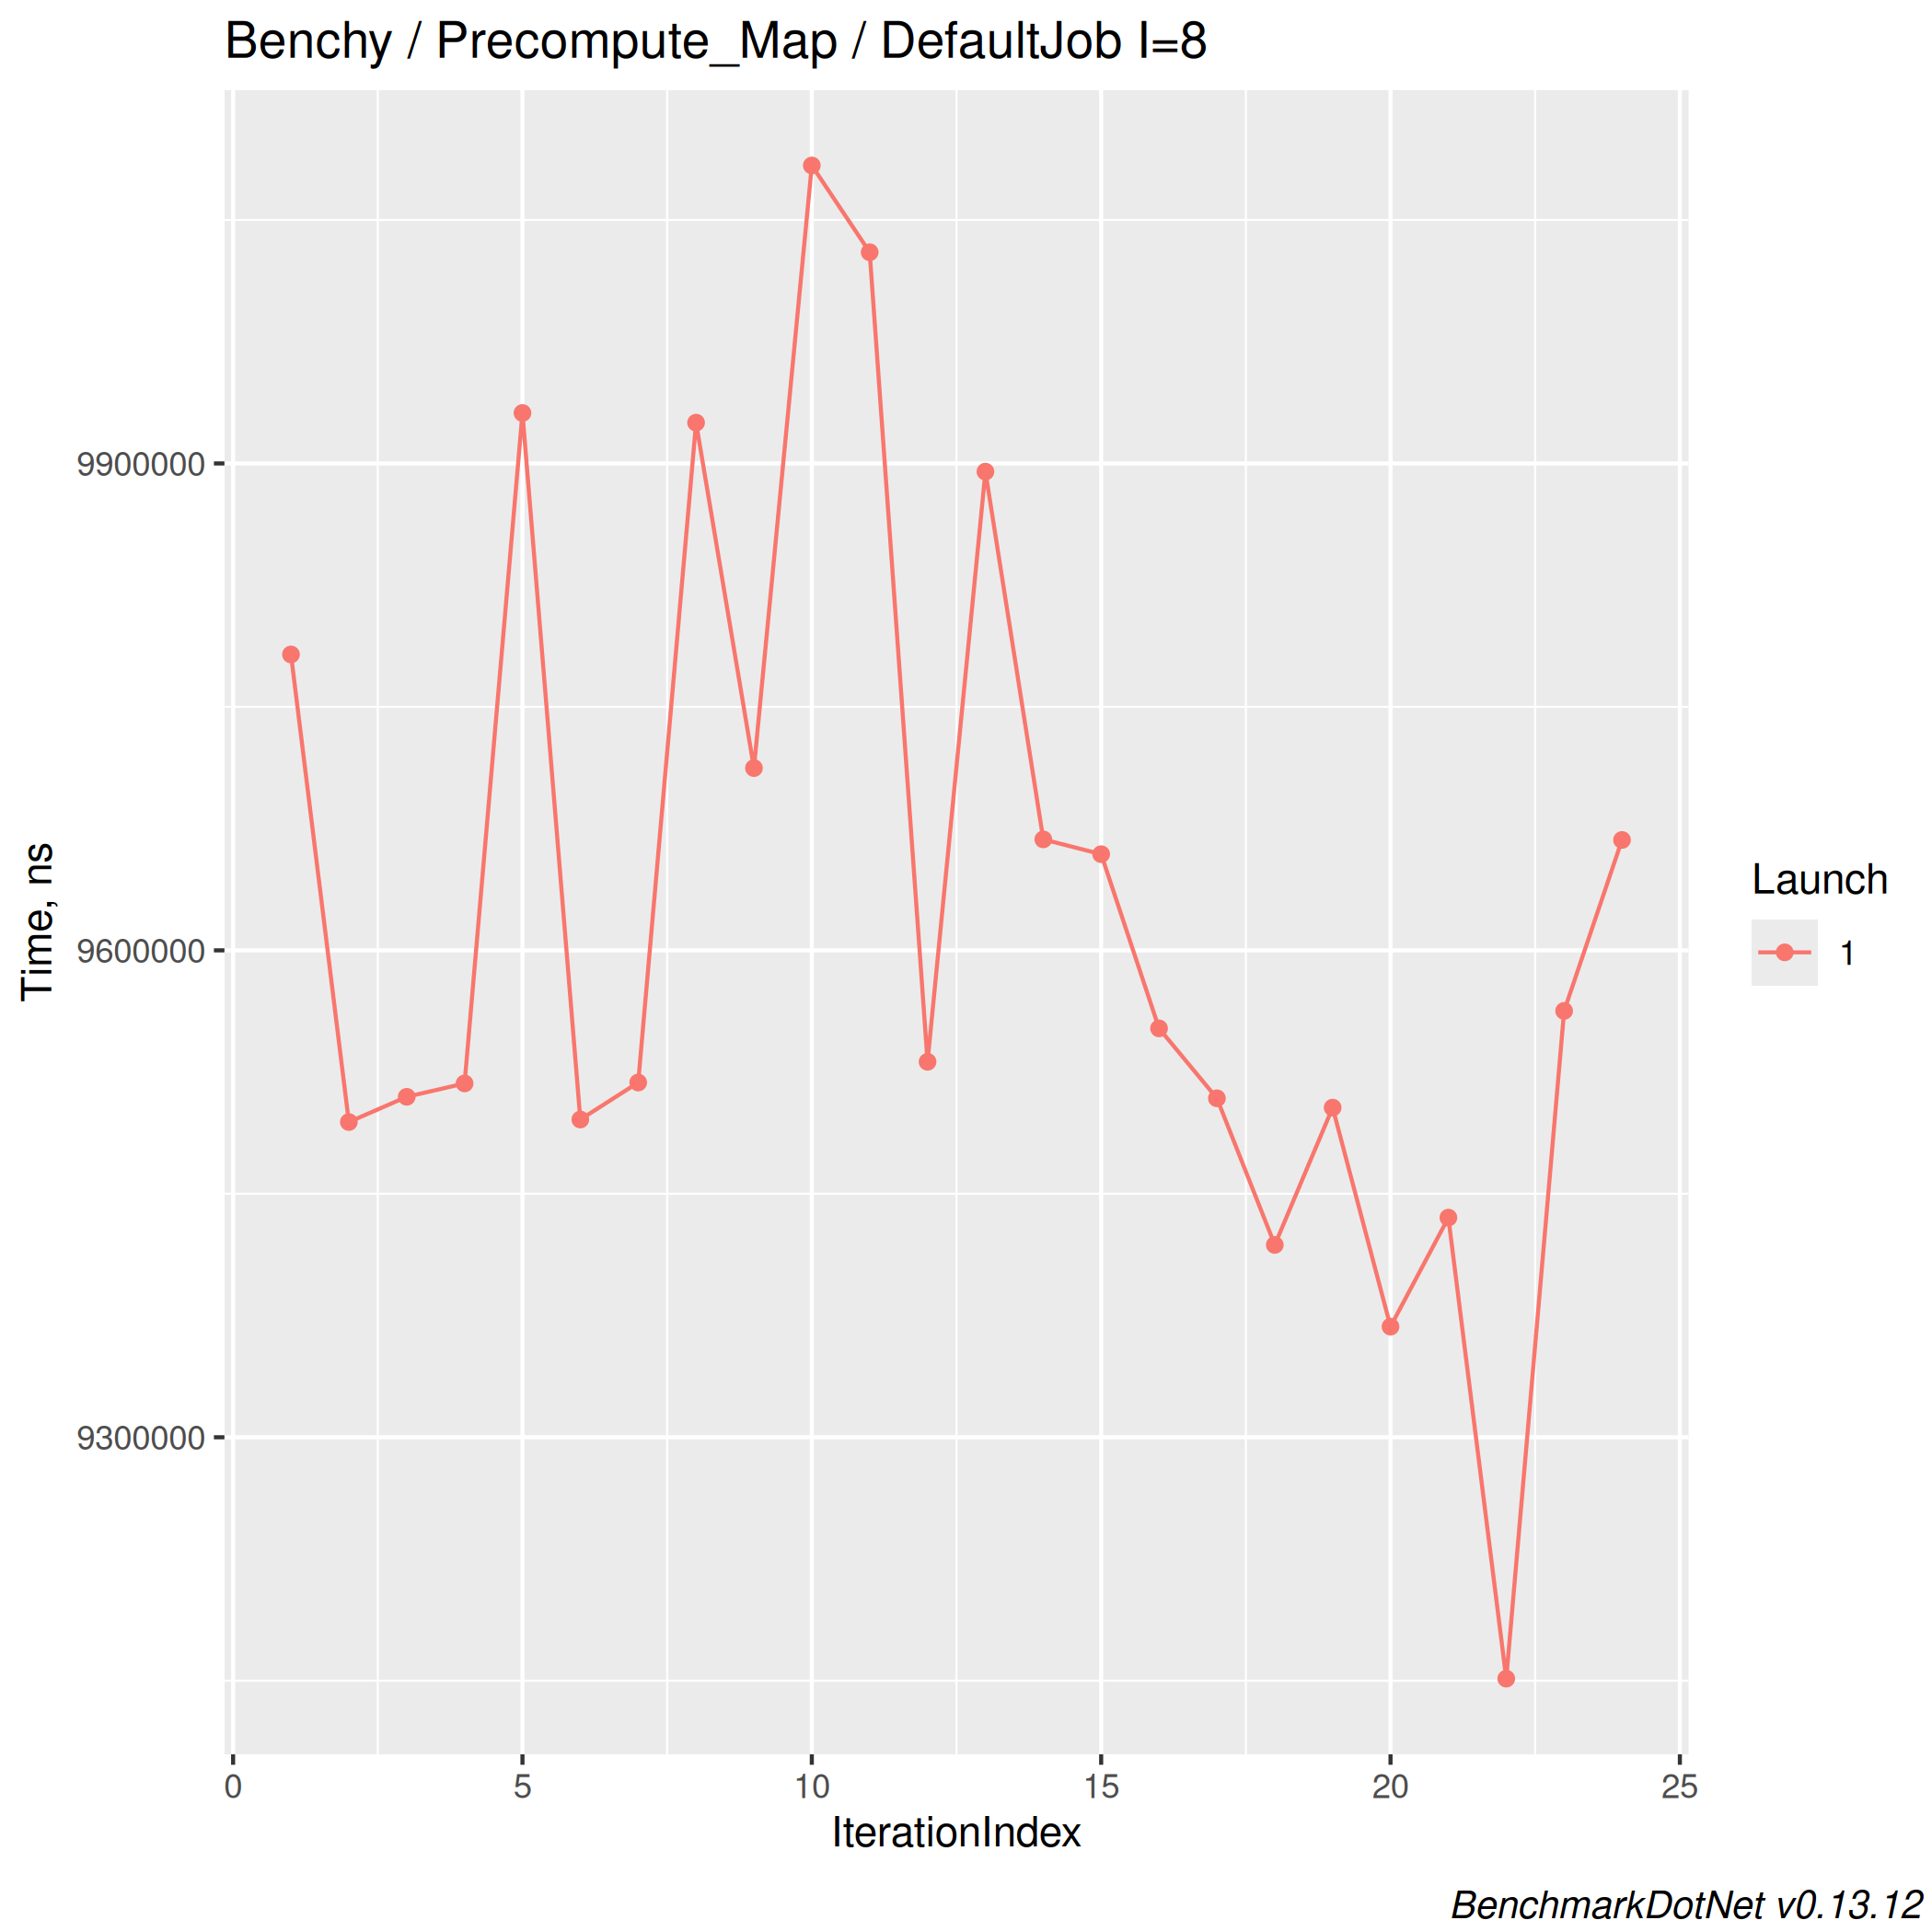 Benchy / Precompute_Map / DefaultJob I=8
Time, ns
9900000
9600000
9300000
0 5 10 15 20 25
IterationIndex
Launch
1
BenchmarkDotNet v0.13.12